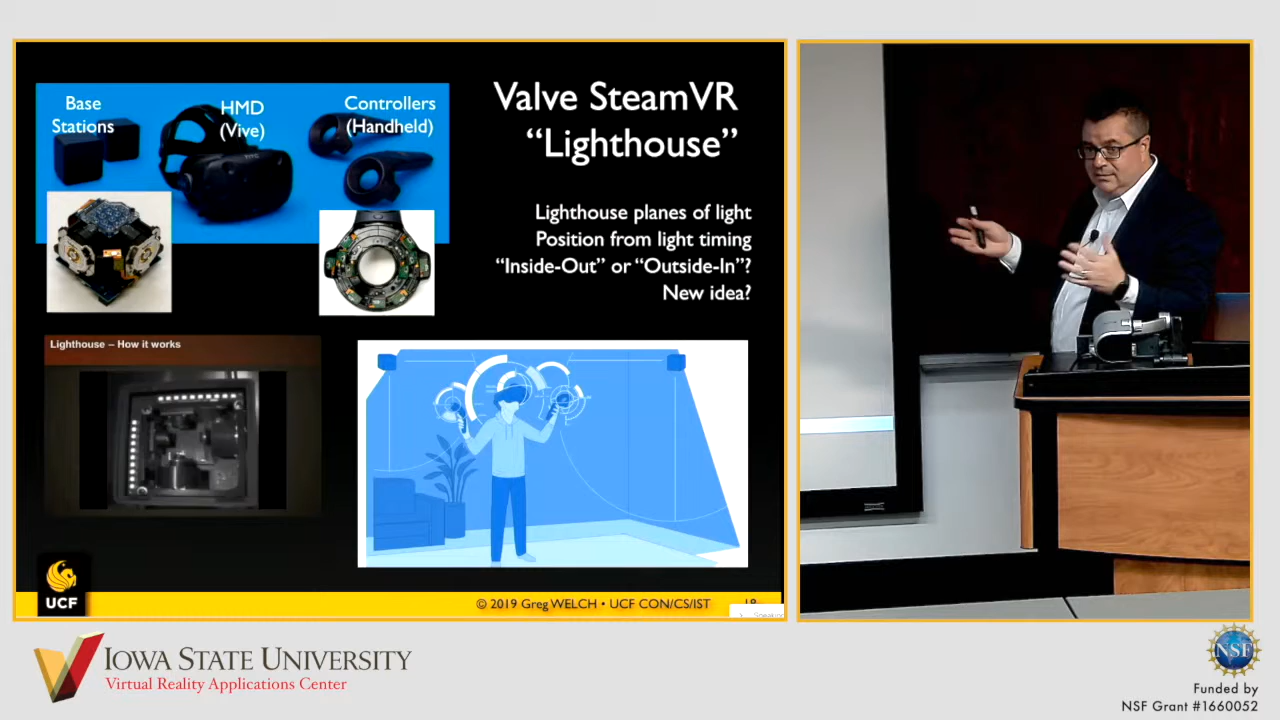 Base
Stations
HMD
(Vive)
Controllers
(Handheld)
Valve SteamVR
“Lighthouse”
Lighthouse planes of light
Position from light timing
“Inside-Out” or “Outside-In”?
New idea?
Lighthouse – How it works
UCF
© 2019 Greg WELCH • UCF CON/CS/IST
IOWA STATE UNIVERSITY
Virtual Reality Applications Center
NSF
Funded by
NSF Grant #1660052